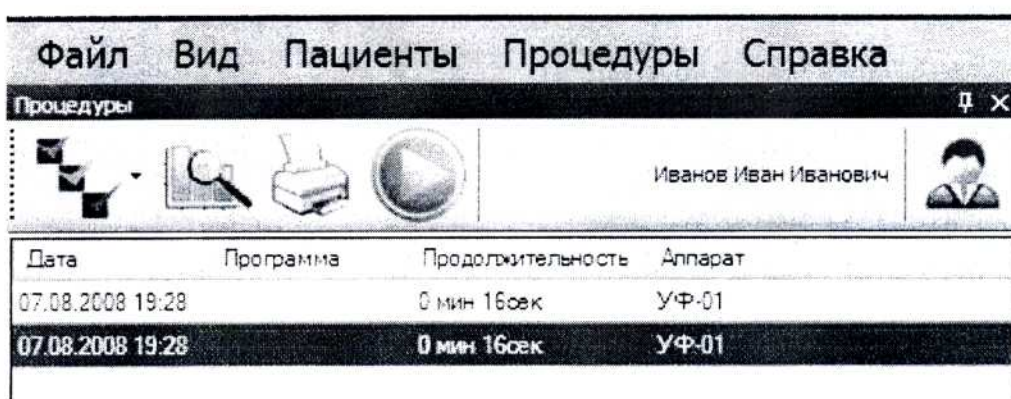 Файл Вид Пациенты Процедуры Справка
Процедуры
Иванов Иван Иванович
Дата Программа Продолжительность Аппарат
07.08.2008 19:28 0 мин 16сек УФ-01
07.08.2008 19:28 0 мин 16сек УФ-01